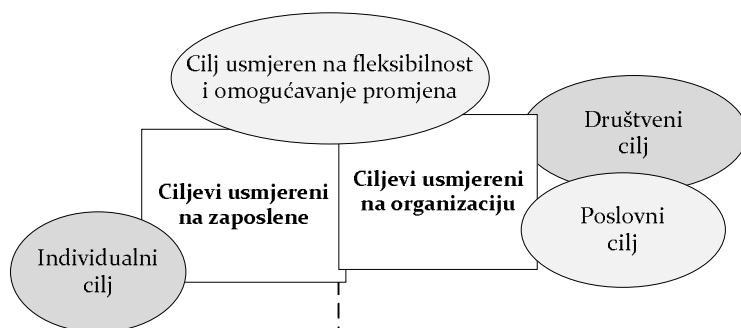 Cilj usmjeren na fleksibilnost
i omogućavanje promjena
Društveni
cilj
Ciljevi usmjereni
na zaposlene
Ciljevi usmjereni
na organizaciju
Poslovni
cilj
Individualni
cilj